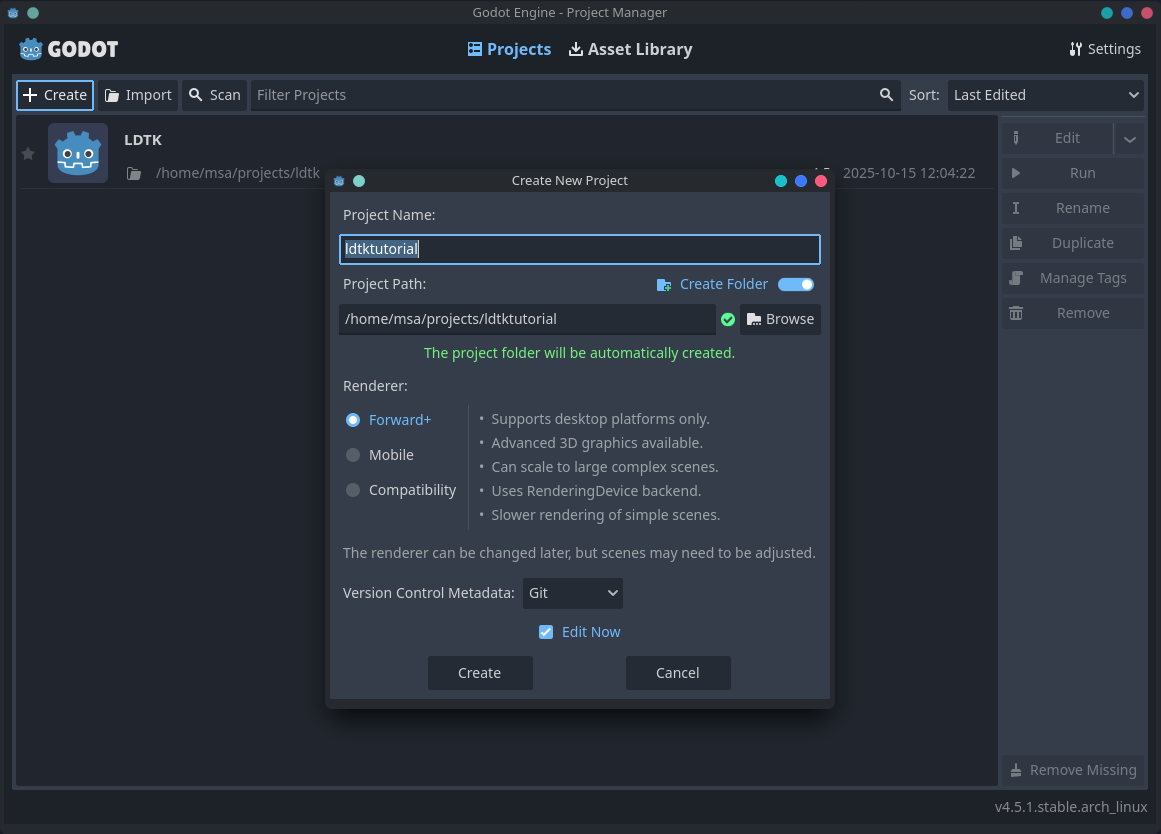 Godot Engine - Project Manager
GODOT
Projects
Asset Library
Settings
Create
Import
Scan
Filter Projects
Sort:
Last Edited
LDTK
/home/msa/projects/ldtk
2025-10-15 12:04:22
Edit
Run
Rename
Duplicate
Manage Tags
Remove
Create New Project
Project Name:
ldtktutorial
Project Path:
Create Folder
/home/msa/projects/ldtktutorial
Browse
The project folder will be automatically created.
Renderer:
Forward+
Mobile
Compatibility
• Supports desktop platforms only.
• Advanced 3D graphics available.
• Can scale to large complex scenes.
• Uses RenderingDevice backend.
• Slower rendering of simple scenes.
The renderer can be changed later, but scenes may need to be adjusted.
Version Control Metadata:
Git
Edit Now
Create
Cancel
Remove Missing
v4.5.1.stable.arch_linux